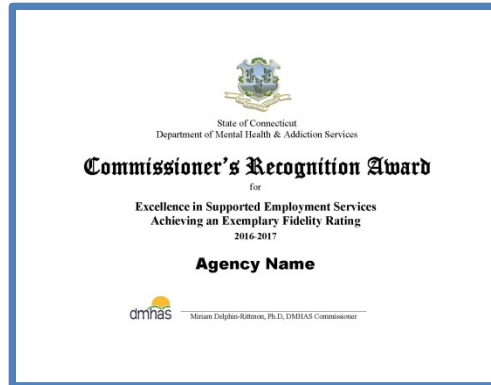 State of Connecticut
Department of Mental Health & Addiction Services
Commissioner's Recognition Award
for
Excellence in Supported Employment Services
Achieving an Exemplary Fidelity Rating
2016-2017
Agency Name
dmhas
Miriam Delphin-Rittmon, Ph.D, DMHAS Commissioner